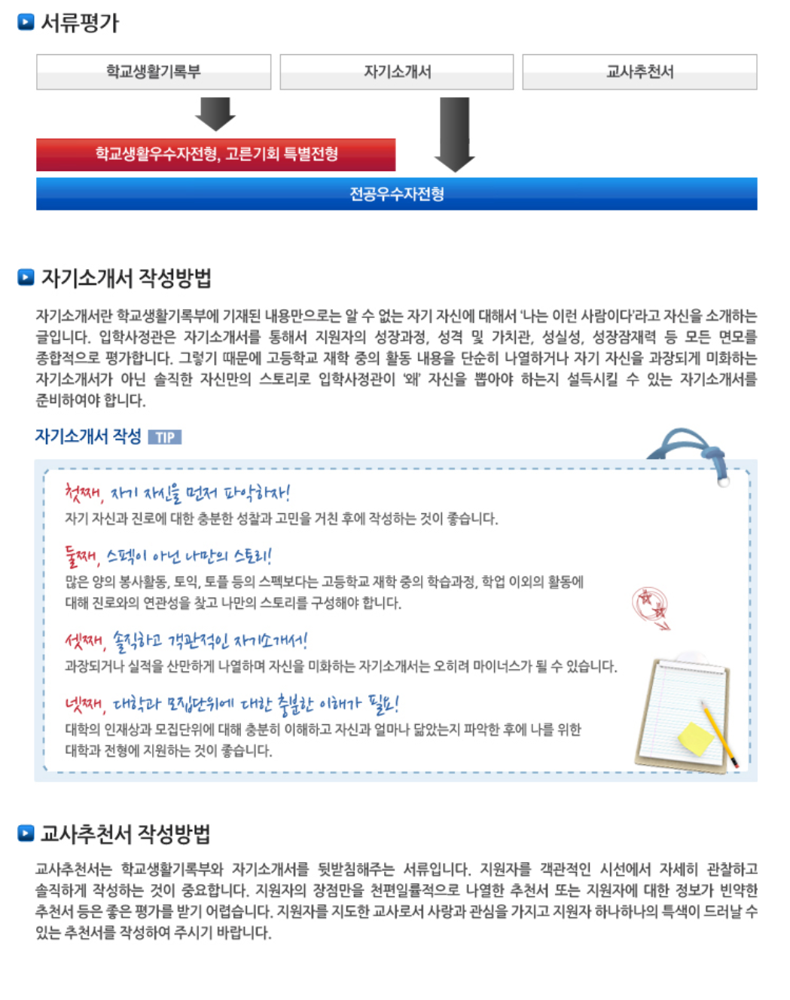 서류평가
학교생활기록부 자기소개서 교사추천서
학교생활우수자전형, 고른기회 특별전형
전공우수자전형
자기소개서 작성방법
자기소개서란 학교생활기록부에 기재된 내용만으로는 알 수 없는 자기 자신에 대해서 ‘나는 이런 사람이다’라고 자신을 소개하는
글입니다. 입학사정관은 자기소개서를 통해서 지원자의 성장과정, 성격 및 가치관, 성실성, 성장잠재력 등 모든 면모를
종합적으로 평가합니다. 그렇기 때문에 고등학교 재학 중의 활동 내용을 단순히 나열하거나 자기 자신을 과장되게 미화하는
자기소개서가 아닌 솔직한 자신만의 스토리로 입학사정관이 ‘왜’ 자신을 뽑아야 하는지 설득시킬 수 있는 자기소개서를
준비하여야 합니다.
자기소개서 작성 TIP
첫째, 자기 자신을 먼저 파악하자!
자기 자신과 진로에 대한 충분한 성찰과 고민을 거친 후에 작성하는 것이 좋습니다.
둘째, 스펙이 아닌 나만의 스토리!
많은 양의 봉사활동, 토익, 토플 등의 스펙보다는 고등학교 재학 중의 학습과정, 학업 이외의 활동에
대해 진로와의 연관성을 찾고 나만의 스토리를 구성해야 합니다.
셋째, 솔직하고 객관적인 자기소개서!
과장되거나 실적을 산만하게 나열하며 자신을 미화하는 자기소개서는 오히려 마이너스가 될 수 있습니다.
넷째, 대학과 모집단위에 대한 충분한 이해가 필요!
대학의 인재상과 모집단위에 대해 충분히 이해하고 자신과 얼마나 닮았는지 파악한 후에 나를 위한
대학과 전형에 지원하는 것이 좋습니다.
교사추천서 작성방법
교사추천서는 학교생활기록부와 자기소개서를 뒷받침해주는 서류입니다. 지원자를 객관적인 시선에서 자세히 관찰하고
솔직하게 작성하는 것이 중요합니다. 지원자의 장점만을 천편일률적으로 나열한 추천서 또는 지원자에 대한 정보가 빈약한
추천서 등은 좋은 평가를 받기 어렵습니다. 지원자를 지도한 교사로서 사랑과 관심을 가지고 지원자 하나하나의 특색이 드러날 수
있는 추천서를 작성하여 주시기 바랍니다.